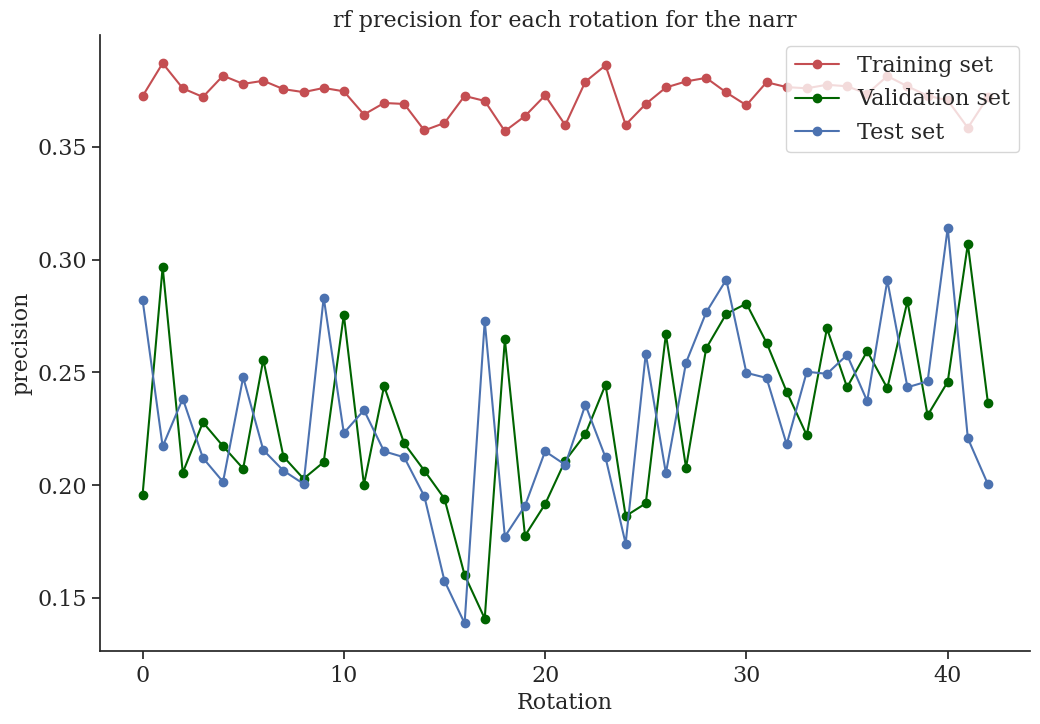 rf precision for each rotation for the narr
Training set
Validation set
Test set
precision
0.35
0.30
0.25
0.20
0.15
0 10 20 30 40
Rotation